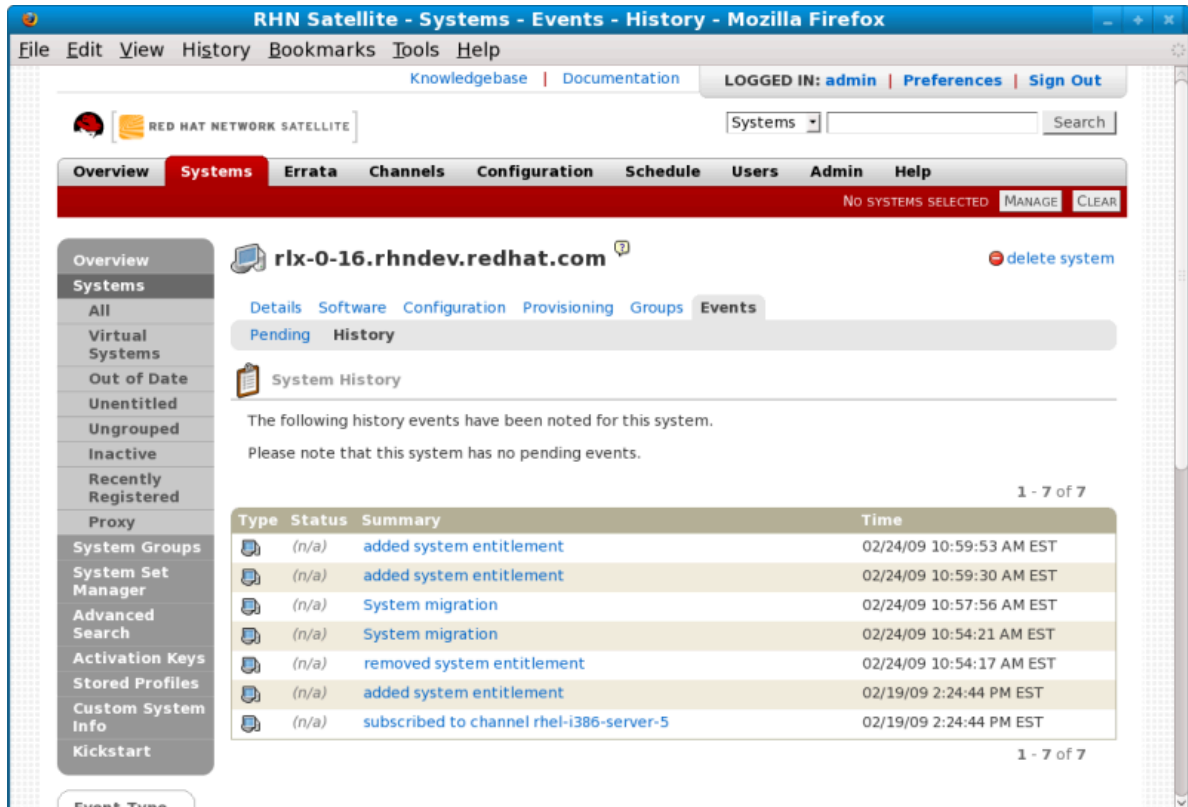 RHN Satellite - Systems - Events - History - Mozilla Firefox
File Edit View History Bookmarks Tools Help
Knowledgebase | Documentation
LOGGED IN: admin | Preferences | Sign Out
RED HAT NETWORK SATELLITE
Systems
Search
Overview Systems Errata Channels Configuration Schedule Users Admin Help
NO SYSTEMS SELECTED MANAGE CLEAR
Overview
Systems
All
Virtual
Systems
Out of Date
Unentitled
Ungrouped
Inactive
Recently
Registered
Proxy
System Groups
System Set
Manager
Advanced
Search
Activation Keys
Stored Profiles
Custom System
Info
Kickstart
Event Type
rlx-0-16.rhndev.redhat.com ?
delete system
Details Software Configuration Provisioning Groups Events
Pending History
System History
The following history events have been noted for this system.
Please note that this system has no pending events.
1 - 7 of 7
Type Status Summary Time
(n/a) added system entitlement 02/24/09 10:59:53 AM EST
(n/a) added system entitlement 02/24/09 10:59:30 AM EST
(n/a) System migration 02/24/09 10:57:56 AM EST
(n/a) System migration 02/24/09 10:54:21 AM EST
(n/a) removed system entitlement 02/24/09 10:54:17 AM EST
(n/a) added system entitlement 02/19/09 2:24:44 PM EST
(n/a) subscribed to channel rhel-i386-server-5 02/19/09 2:24:44 PM EST
1 - 7 of 7